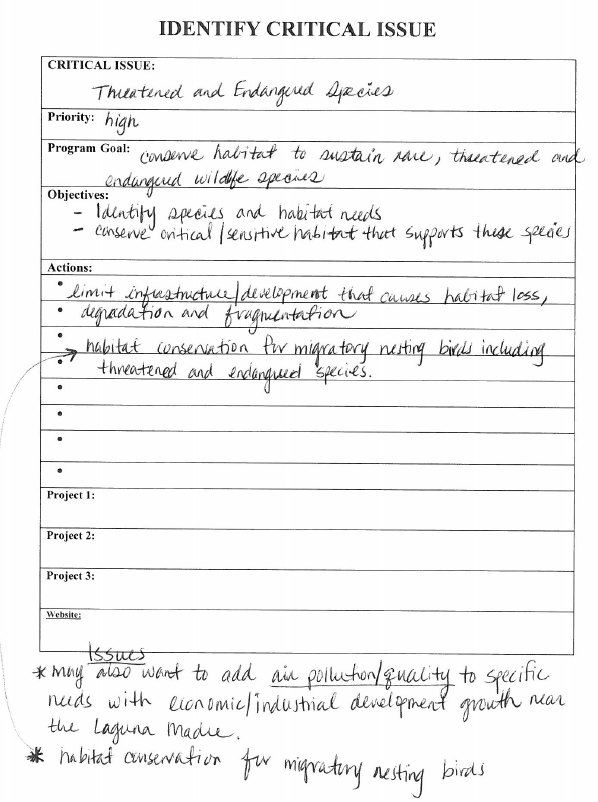 IDENTIFY CRITICAL ISSUE
CRITICAL ISSUE:
Threatened and Endangered Species
Priority: high
Program Goal: conserve habitat to sustain rare, threatened and
endangered wildlife species
Objectives:
- Identify species and habitat needs
- conserve critical/sensitive habitat that supports these species
Actions:
• limit infrastructure/development that causes habitat loss,
• degradation and fragmentation
•
habitat conservation for migratory nesting birds including
• threatened and endangered species.
•
•
•
•
Project 1:
Project 2:
Project 3:
Website:
Issues
* may also want to add air pollution/quality to specific
needs with economic/industrial development growth near
the Laguna Madre.
* habitat conservation for migratory nesting birds